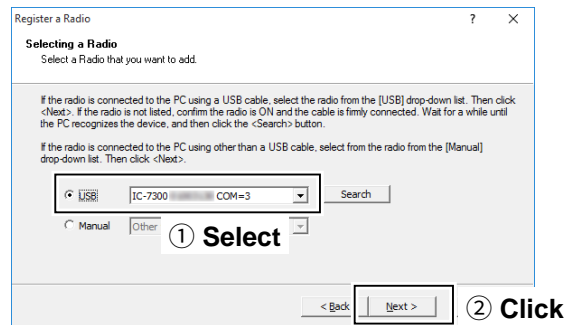 Register a Radio ? X
Selecting a Radio
Select a Radio that you want to add.
If the radio is connected to the PC using a USB cable, select the radio from the [USB] drop-down list. Then click
<Next>. If the radio is not listed, confirm the radio is ON and the cable is firmly connected. Wait for a while until
the PC recognizes the device, and then click the <Search> button.
If the radio is connected to the PC using other than a USB cable, select from the radio from the [Manual]
drop-down list. Then click <Next>.
USB IC-7300 COM=3 Search
Manual Other
① Select
< Back Next >
② Click